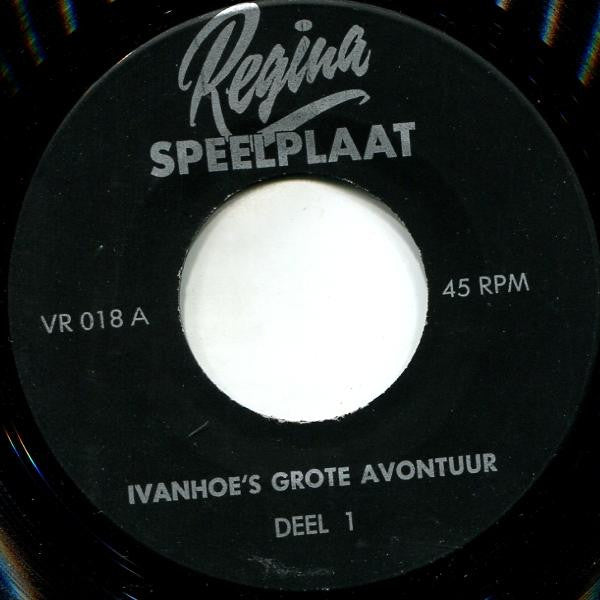 Regina
SPEELPLAAT
VR 018 A
45 RPM
IVANHOE'S GROTE AVONTUUR
DEEL 1